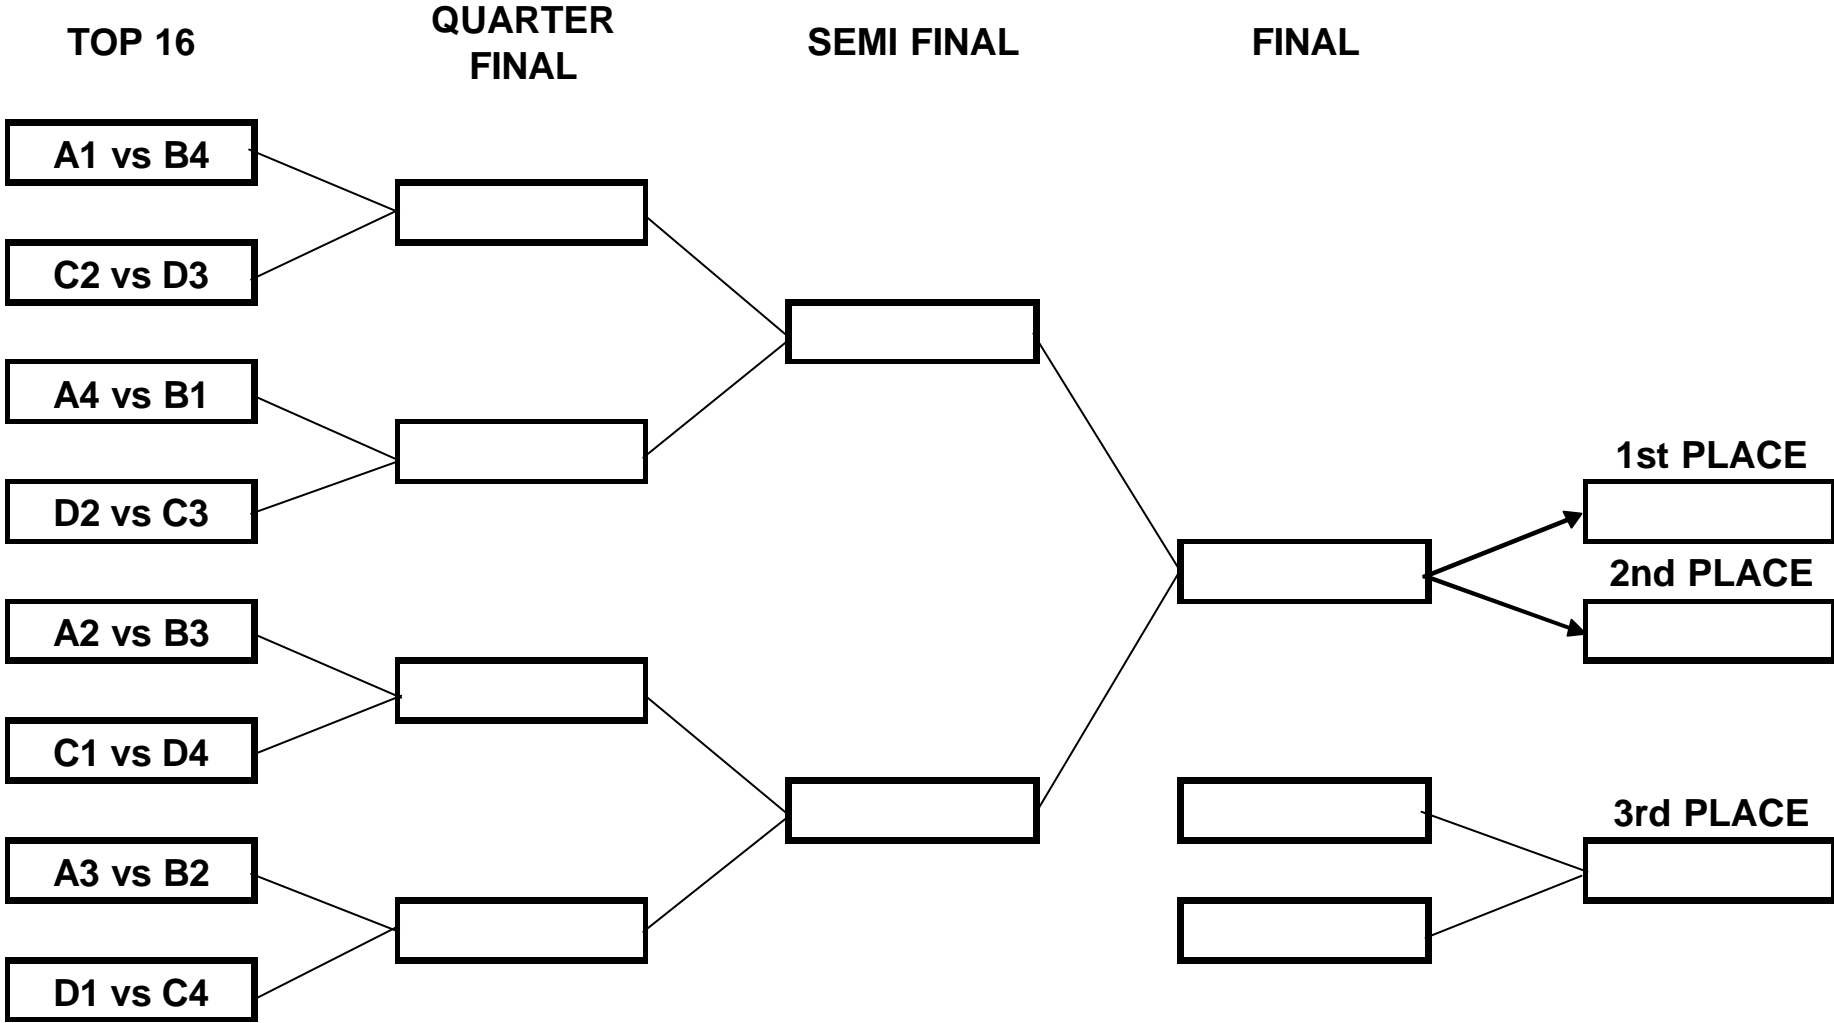 TOP 16
QUARTER
FINAL
SEMI FINAL
FINAL
A1 vs B4
C2 vs D3
A4 vs B1
D2 vs C3
A2 vs B3
C1 vs D4
A3 vs B2
D1 vs C4
1st PLACE
2nd PLACE
3rd PLACE